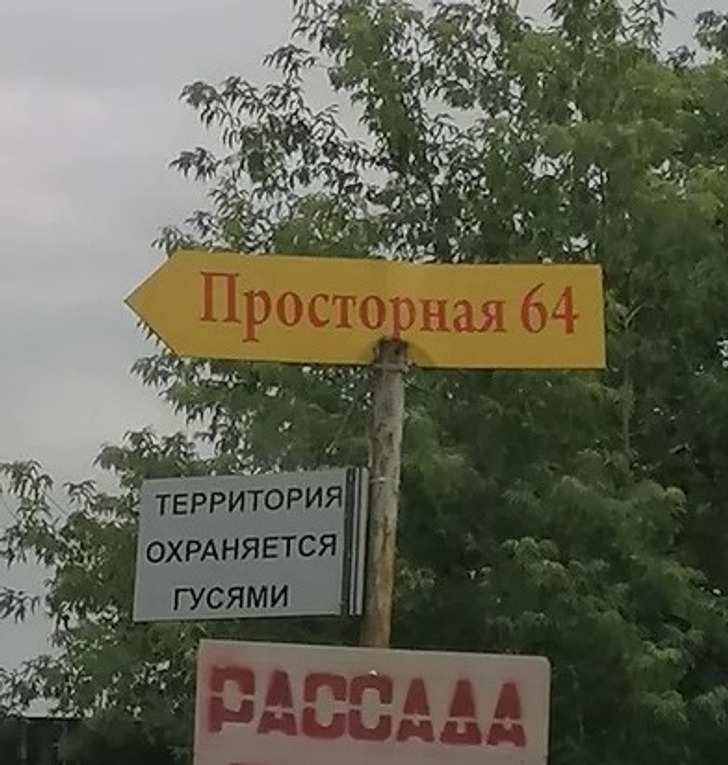 Просторная 64
ТЕРРИТОРИЯ
ОХРАНЯЕТСЯ
ГУСЯМИ
РАССАДА